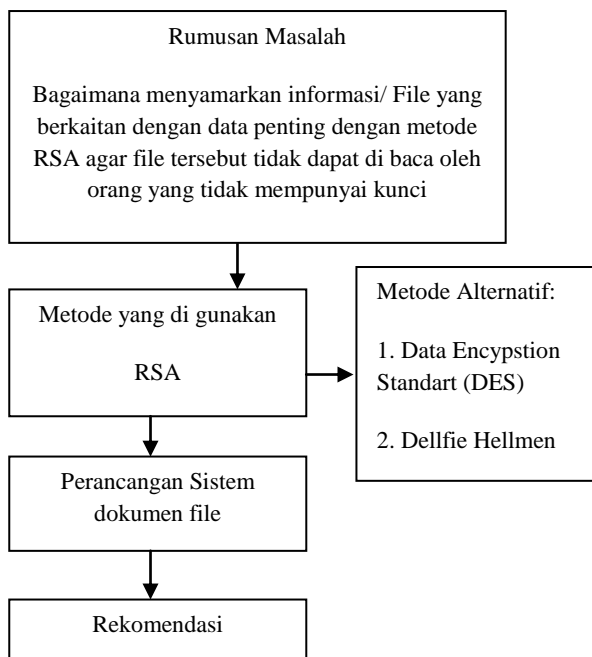 Rumusan Masalah
Bagaimana menyamarkan informasi/ File yang
berkaitan dengan data penting dengan metode
RSA agar file tersebut tidak dapat di baca oleh
orang yang tidak mempunyai kunci
Metode yang di gunakan
RSA
Metode Alternatif:
1. Data Encypstion
Standart (DES)
2. Dellfie Hellmen
Perancangan Sistem
dokumen file
Rekomendasi